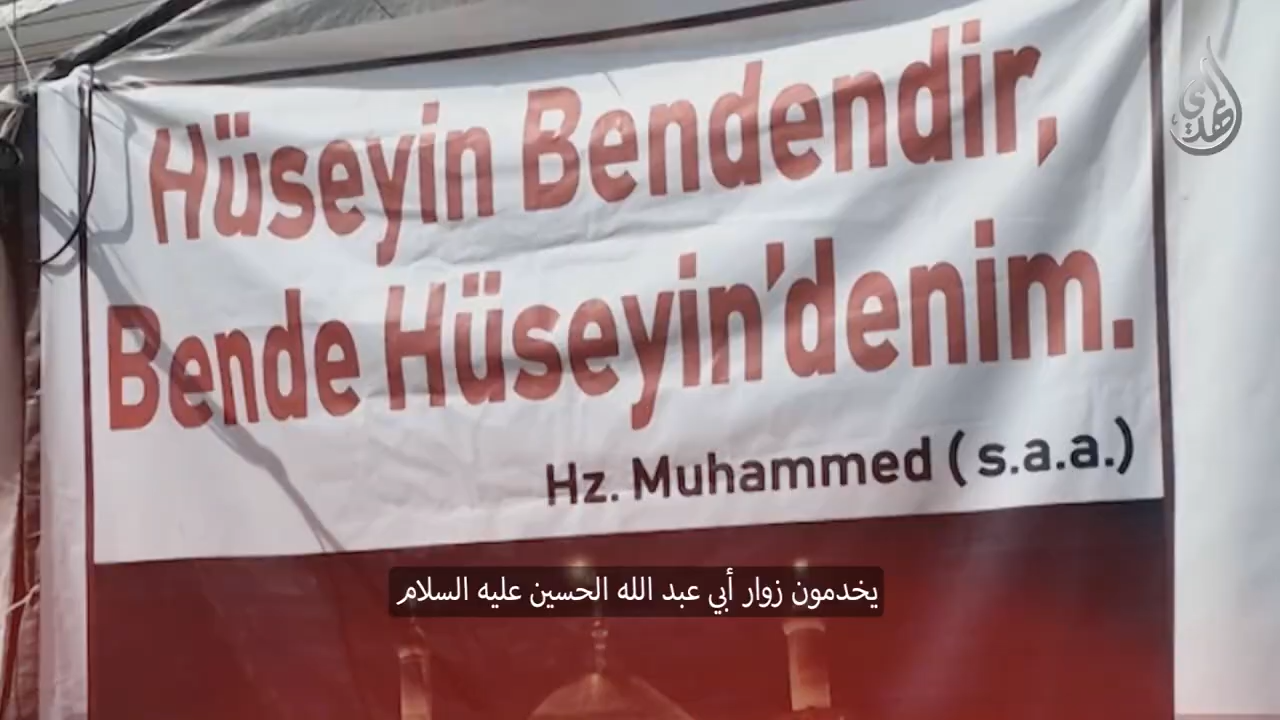 Hüseyin Bendendir,
Bende Hüseyin'denim.
Hz. Muhammed (s.a.a.)
يخدمون زوار أبي عبد الله الحسين عليه السلام